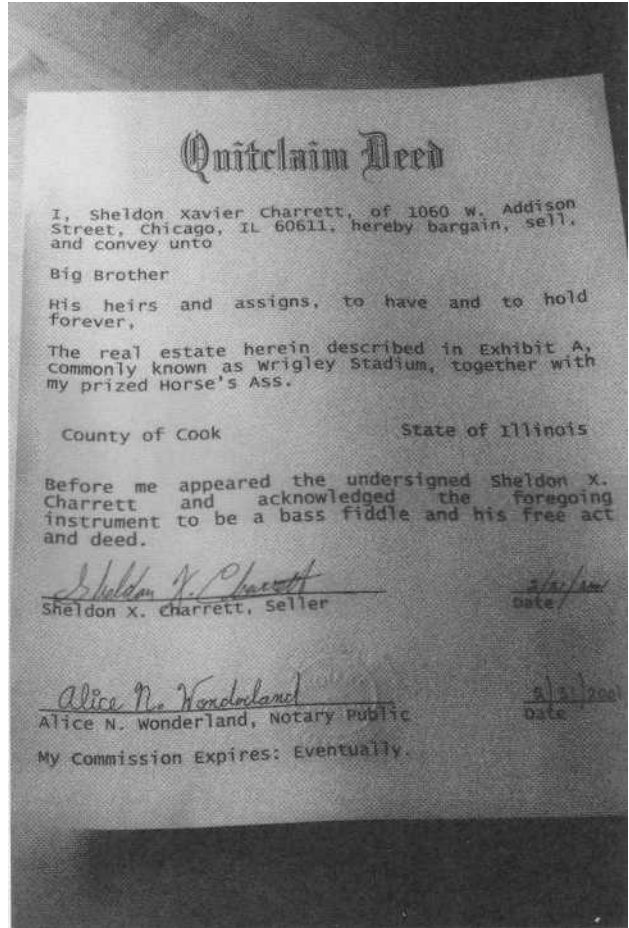 Quitclaim Deed
I, Sheldon Xavier Charrett, of 1060 W. Addison
Street, Chicago, IL 60611, hereby bargain, sell,
and convey unto
Big Brother
His heirs and assigns, to have and to hold
forever,
The real estate herein described in Exhibit A,
commonly known as Wrigley Stadium, together with
my prized Horse's Ass.
County of Cook State of Illinois
Before me appeared the undersigned Sheldon X.
Charrett and acknowledged the foregoing
instrument to be a bass fiddle and his free act
and deed.
Sheldon X. Charrett
Sheldon X. Charrett, Seller Date
Alice N. Wonderland
Alice N. Wonderland, Notary Public Date
My Commission Expires: Eventually.